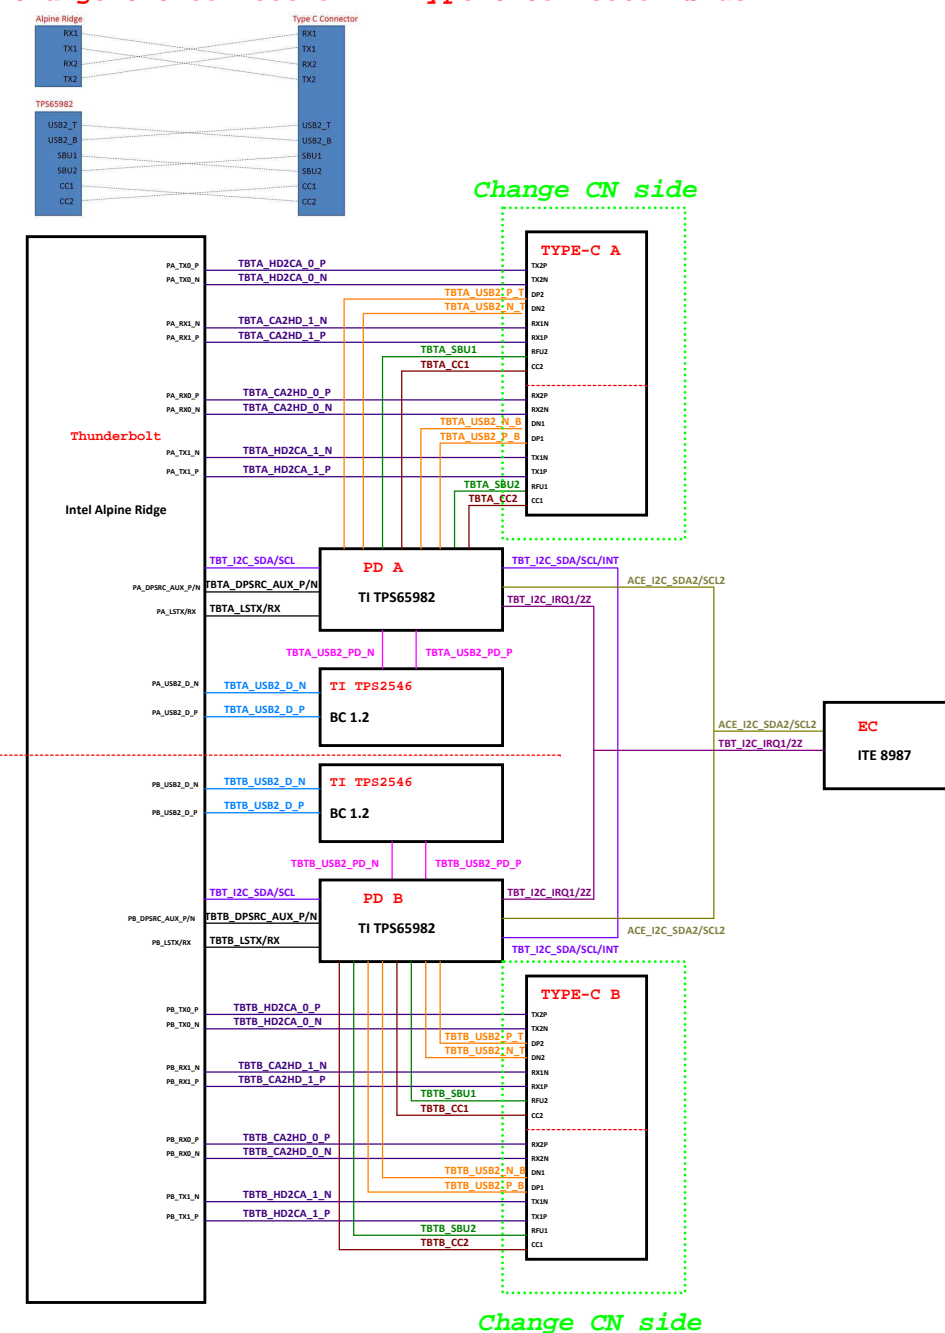 Alpine Ridge
Type C Connector
RX1
TX1
RX2
TX2
RX1
TX1
RX2
TX2
TPS65982
USB2_T
USB2_B
SBU1
SBU2
CC1
CC2
USB2_T
USB2_B
SBU1
SBU2
CC1
CC2
Change CN side
TYPE-C A
PA_TX0_P TBTA_HD2CA_0_P TX2P
PA_TX0_N TBTA_HD2CA_0_N TX2N
TBTA_USB2_P_T DP2
TBTA_USB2_N_T DN2
PA_RX1_N TBTA_CA2HD_1_N RX1N
PA_RX1_P TBTA_CA2HD_1_P RX1P
TBTA_SBU1 RFU2
TBTA_CC1 CC2
PA_RX0_P TBTA_CA2HD_0_P RX2P
PA_RX0_N TBTA_CA2HD_0_N RX2N
TBTA_USB2_N_B DN1
Thunderbolt
TBTA_USB2_P_B DP1
PA_TX1_N TBTA_HD2CA_1_N TX1N
PA_TX1_P TBTA_HD2CA_1_P TX1P
TBTA_SBU2 RFU1
TBTA_CC2 CC1
Intel Alpine Ridge
TBT_I2C_SDA/SCL
PD A
TBT_I2C_SDA/SCL/INT
PA_DPSRC_AUX_P/N TBTA_DPSRC_AUX_P/N
ACE_I2C_SDA2/SCL2
TI TPS65982
TBT_I2C_IRQ1/2Z
PA_LSTX/RX TBTA_LSTX/RX
TBTA_USB2_PD_N TBTA_USB2_PD_P
PA_USB2_D_N TBTA_USB2_D_N
TI TPS2546
PA_USB2_D_P TBTA_USB2_D_P
BC 1.2
ACE_I2C_SDA2/SCL2
TBT_I2C_IRQ1/2Z
EC
ITE 8987
PB_USB2_D_N TBTB_USB2_D_N
TI TPS2546
PB_USB2_D_P TBTB_USB2_D_P
BC 1.2
TBTB_USB2_PD_N TBTB_USB2_PD_P
TBT_I2C_SDA/SCL
PD B
TBT_I2C_IRQ1/2Z
PB_DPSRC_AUX_P/N TBTB_DPSRC_AUX_P/N
TI TPS65982
ACE_I2C_SDA2/SCL2
PB_LSTX/RX TBTB_LSTX/RX
TBT_I2C_SDA/SCL/INT
TYPE-C B
PB_TX0_P TBTB_HD2CA_0_P TX2P
PB_TX0_N TBTB_HD2CA_0_N TX2N
TBTB_USB2_P_T DP2
TBTB_USB2_N_T DN2
PB_RX1_N TBTB_CA2HD_1_N RX1N
PB_RX1_P TBTB_CA2HD_1_P RX1P
TBTB_SBU1 RFU2
TBTB_CC1 CC2
PB_RX0_P TBTB_CA2HD_0_P RX2P
PB_RX0_N TBTB_CA2HD_0_N RX2N
TBTB_USB2_N_B DN1
TBTB_USB2_P_B DP1
PB_TX1_N TBTB_HD2CA_1_N TX1N
PB_TX1_P TBTB_HD2CA_1_P TX1P
TBTB_SBU2 RFU1
TBTB_CC2 CC1
Change CN side